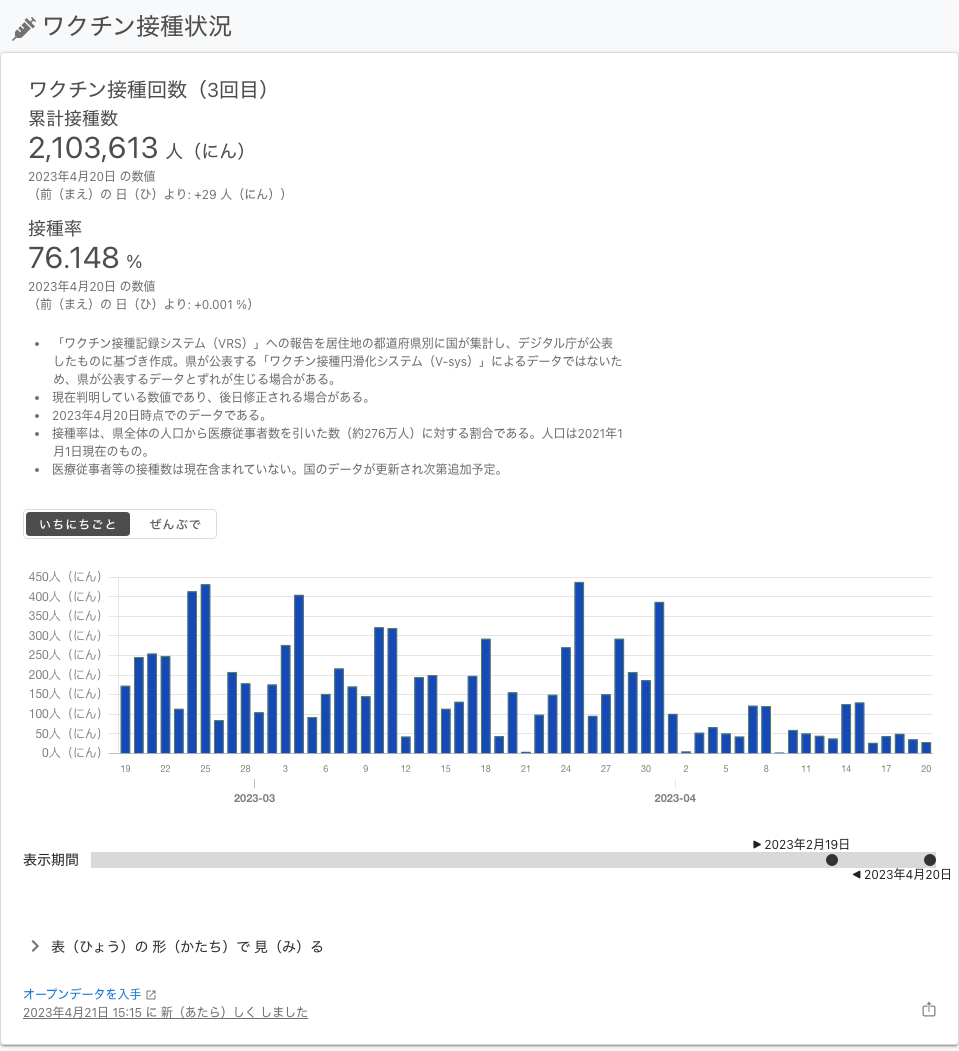 ワクチン接種状況
ワクチン接種回数（3回目）
累計接種数
2,103,613 人（にん）
2023年4月20日 の数値
（前（まえ）の 日（ひ）より: +29 人（にん））
接種率
76.148 %
2023年4月20日 の数値
（前（まえ）の 日（ひ）より: +0.001 %）
• 「ワクチン接種記録システム（VRS）」への報告を居住地の都道府県別に国が集計し、デジタル庁が公表
したものに基づき作成。県が公表する「ワクチン接種円滑化システム（V-sys）」によるデータではないた
め、県が公表するデータとずれが生じる場合がある。
• 現在判明している数値であり、後日修正される場合がある。
• 2023年4月20日時点でのデータである。
• 接種率は、県全体の人口から医療従事者数を引いた数（約276万人）に対する割合である。人口は2021年1
月1日現在のもの。
• 医療従事者等の接種数は現在含まれていない。国のデータが更新され次第追加予定。
いちにちごと ぜんぶで
450人（にん）
400人（にん）
350人（にん）
300人（にん）
250人（にん）
200人（にん）
150人（にん）
100人（にん）
50人（にん）
0人（にん）
19 22 25 28 3 6 9 12 15 18 21 24 27 30 2 5 8 11 14 17 20
2023-03 2023-04
▶ 2023年2月19日
表示期間
◀ 2023年4月20日
表（ひょう）の 形（かたち）で 見（み）る
オープンデータを入手
2023年4月21日 15:15 に 新（あたら）しく しました